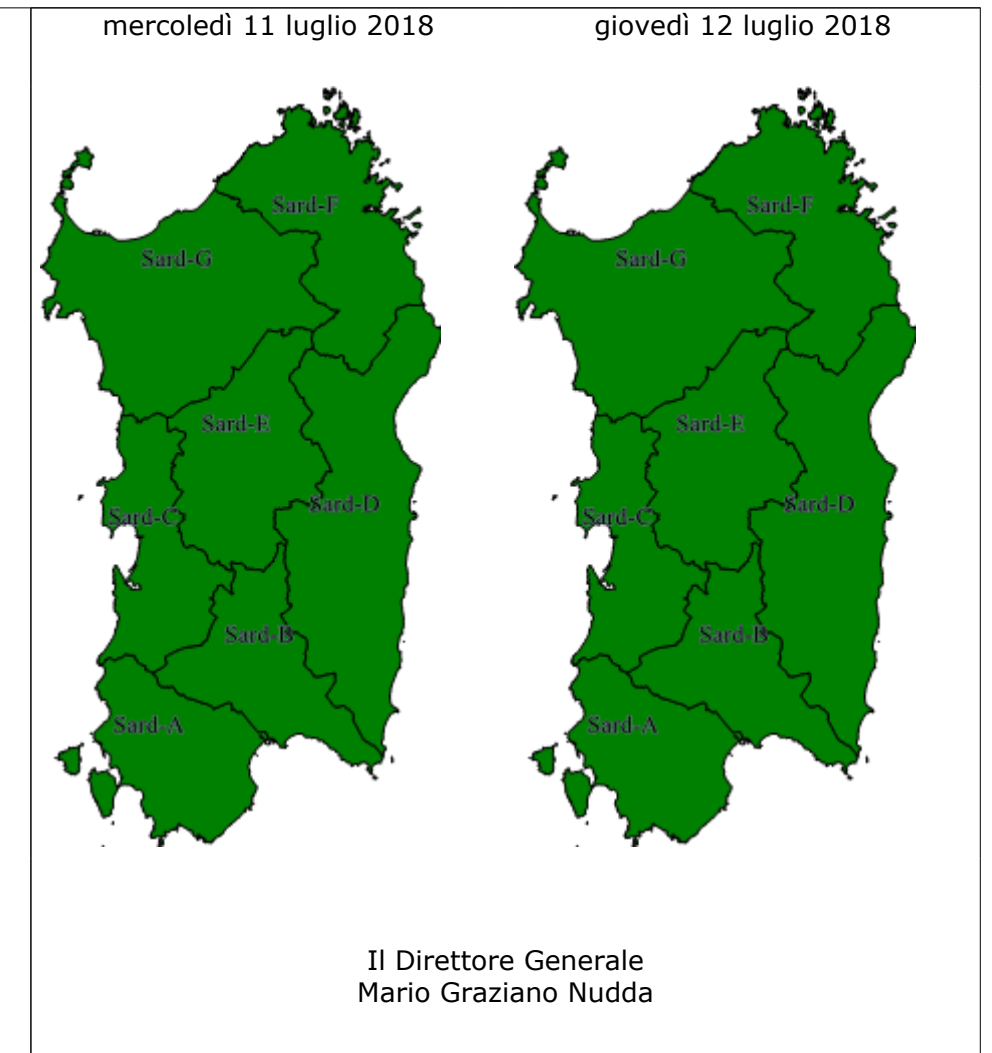 mercoledì 11 luglio 2018
giovedì 12 luglio 2018
Sard-F
Sard-G
Sard-E
Sard-D
Sard-C
Sard-B
Sard-A
Sard-F
Sard-G
Sard-E
Sard-D
Sard-C
Sard-B
Sard-A
Il Direttore Generale
Mario Graziano Nudda